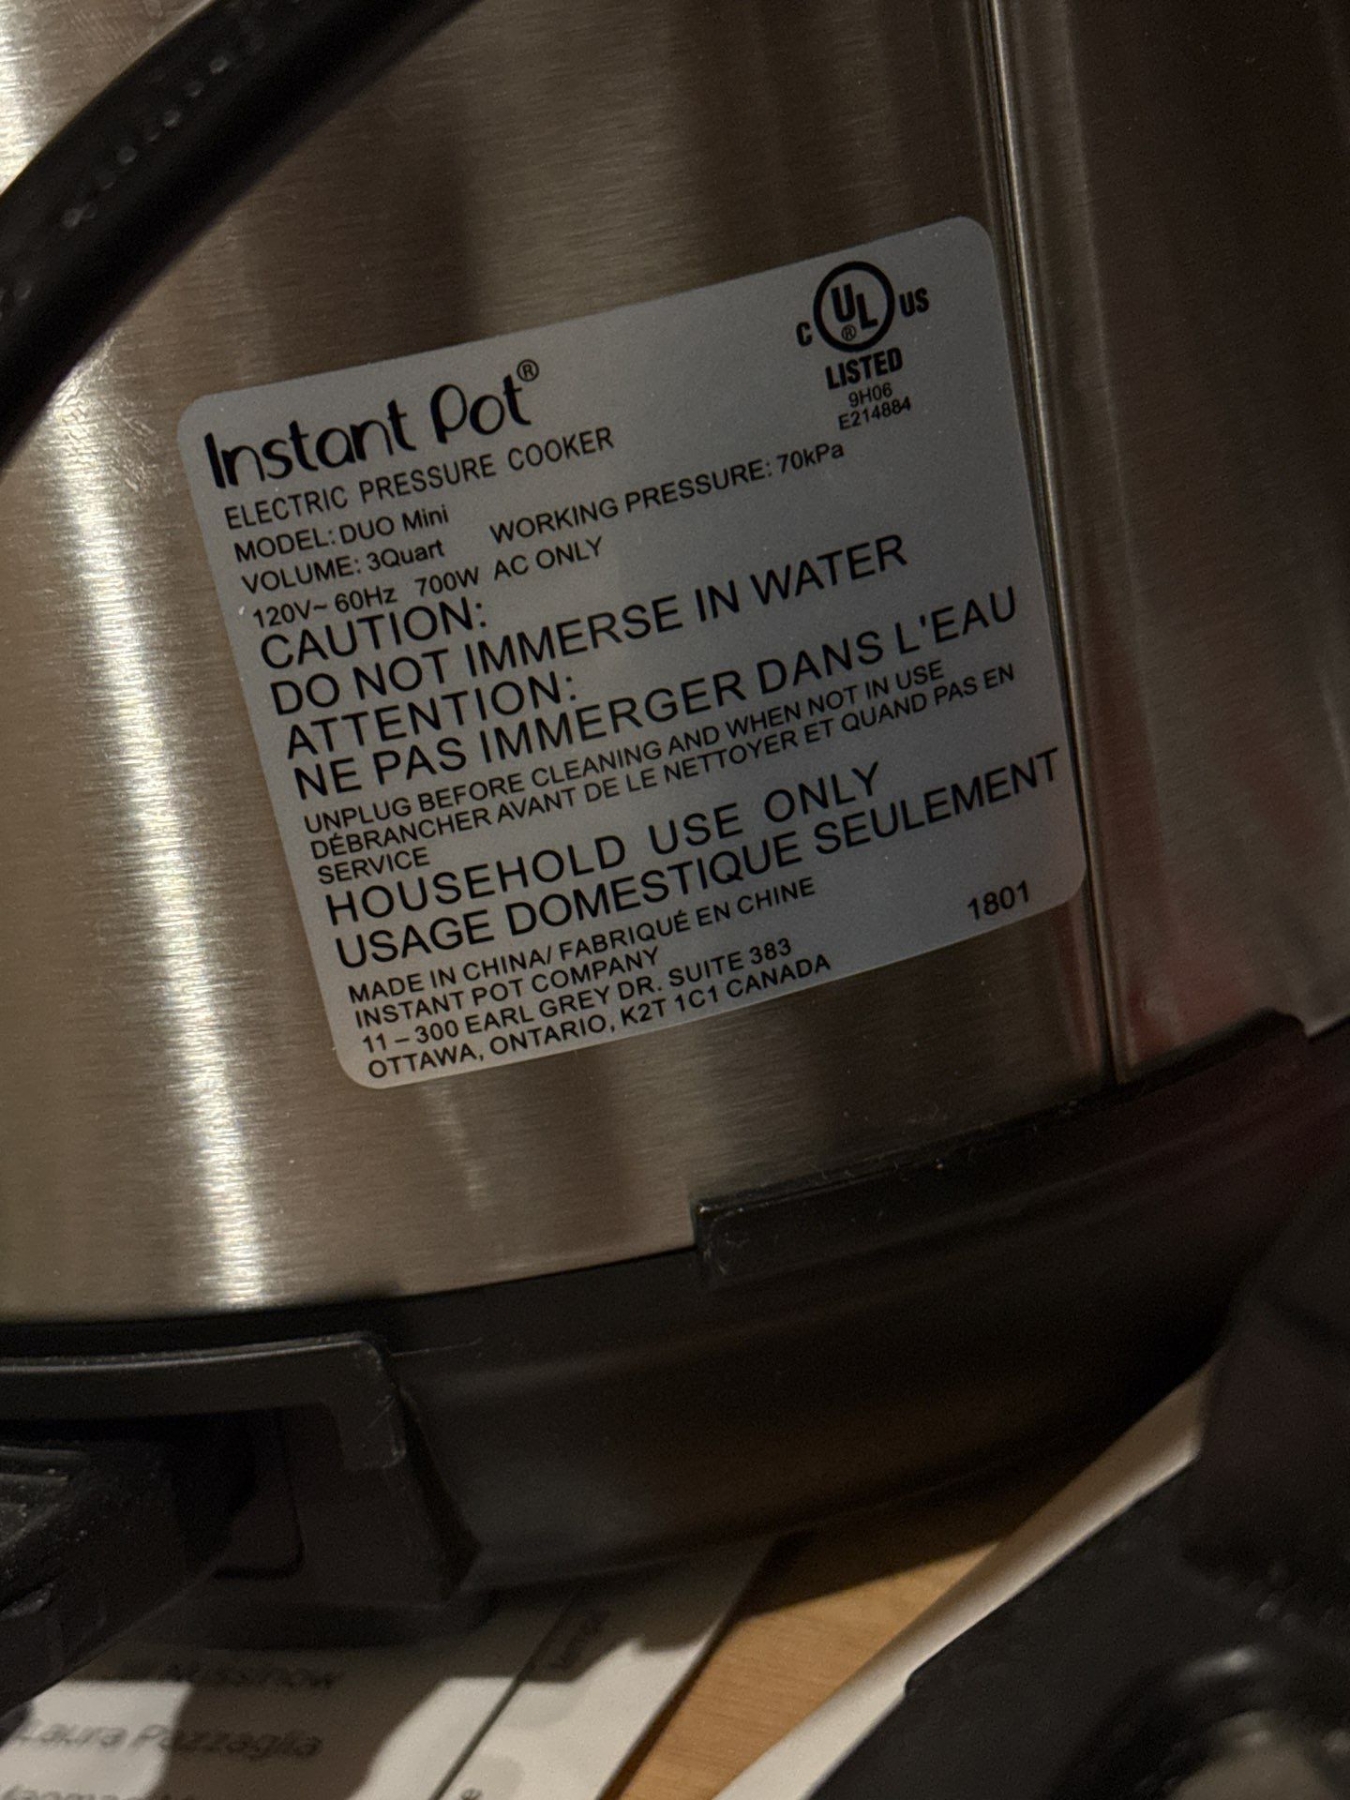 Instant Pot®
C UL® US
LISTED
9H06
E214884
ELECTRIC PRESSURE COOKER
MODEL: DUO Mini WORKING PRESSURE: 70kPa
VOLUME: 3Quart
120V~ 60Hz 700W AC ONLY
CAUTION:
DO NOT IMMERSE IN WATER
ATTENTION:
NE PAS IMMERGER DANS L'EAU
UNPLUG BEFORE CLEANING AND WHEN NOT IN USE
DÉBRANCHER AVANT DE LE NETTOYER ET QUAND PAS EN
SERVICE
HOUSEHOLD USE ONLY
USAGE DOMESTIQUE SEULEMENT
MADE IN CHINA/ FABRIQUÉ EN CHINE
INSTANT POT COMPANY
11 – 300 EARL GREY DR. SUITE 383
OTTAWA, ONTARIO, K2T 1C1 CANADA
1801
Laura Pazzaglia